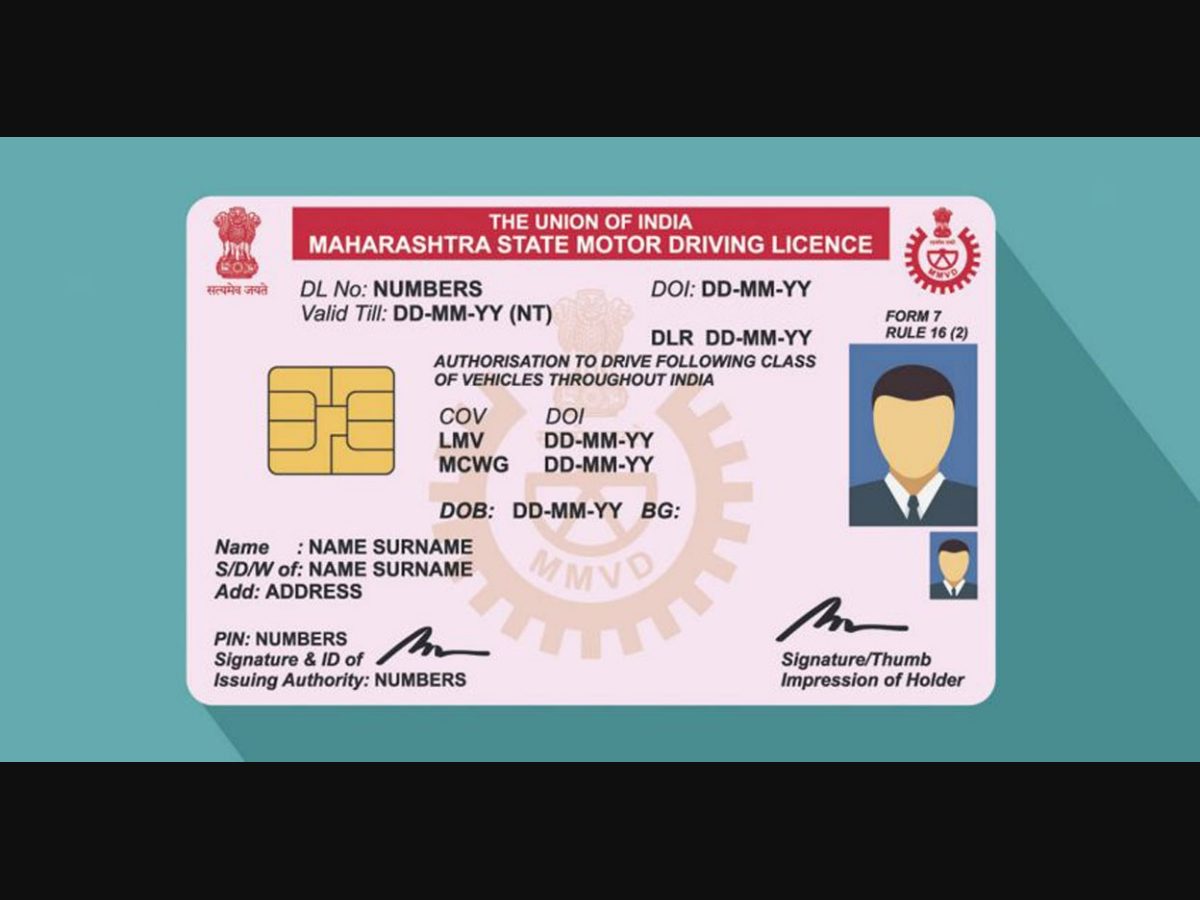 THE UNION OF INDIA
MAHARASHTRA STATE MOTOR DRIVING LICENCE
सत्यमेव जयते
MMVD
DL No: NUMBERS DOI: DD-MM-YY
Valid Till: DD-MM-YY (NT)
DLR DD-MM-YY
FORM 7
RULE 16 (2)
AUTHORISATION TO DRIVE FOLLOWING CLASS
OF VEHICLES THROUGHOUT INDIA
COV DOI
LMV DD-MM-YY
MCWG DD-MM-YY
DOB: DD-MM-YY BG:
MMVD
Name : NAME SURNAME
S/D/W of: NAME SURNAME
Add: ADDRESS
PIN: NUMBERS
Signature & ID of
Issuing Authority: NUMBERS
Signature/Thumb
Impression of Holder